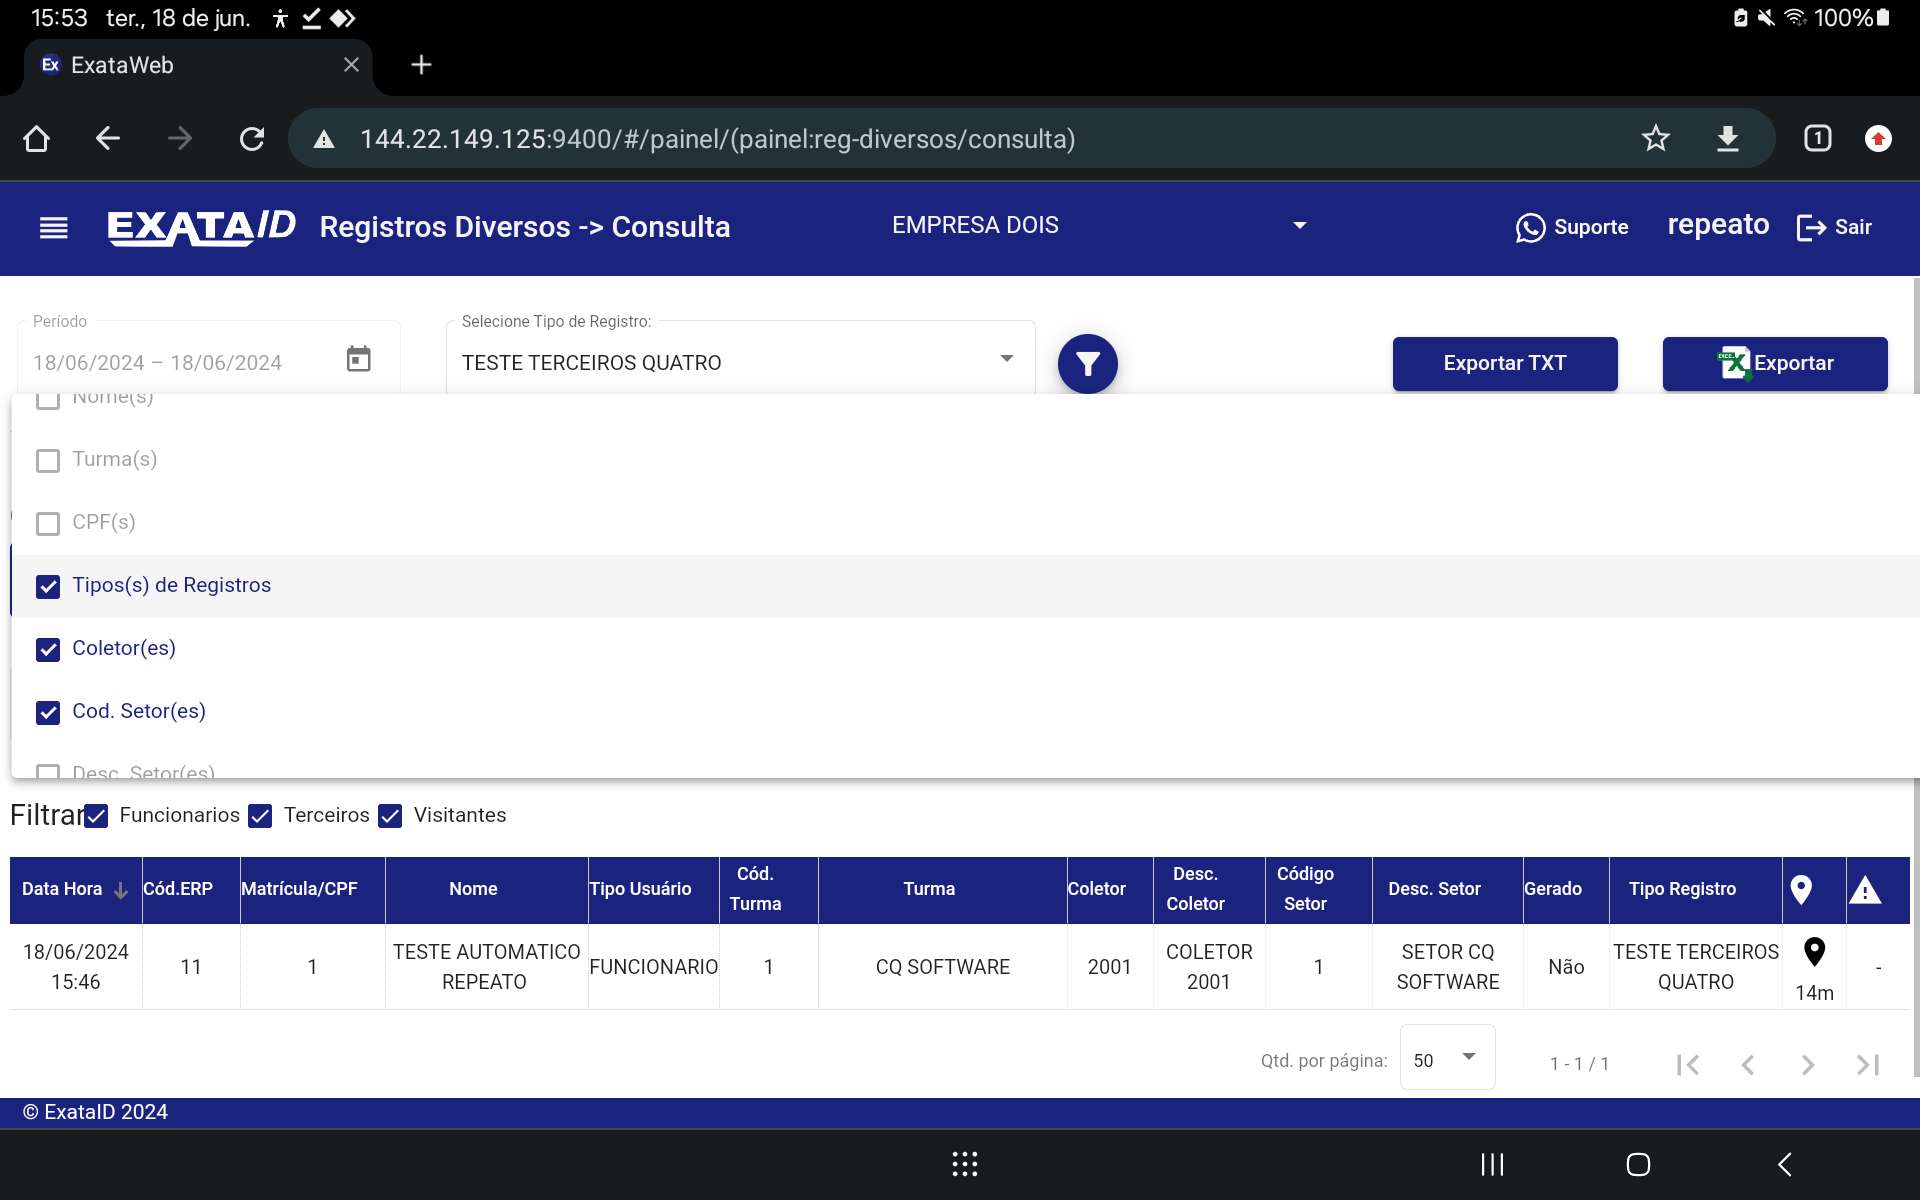 15:53 ter., 18 de jun.
100%
Ex ExataWeb
144.22.149.125:9400/#/painel/(painel:reg-diversos/consulta)
1
EXATA ID Registros Diversos -> Consulta
EMPRESA DOIS
Suporte
repeato
Sair
Período
18/06/2024 – 18/06/2024
Selecione Tipo de Registro:
TESTE TERCEIROS QUATRO
Exportar TXT
Exportar
Nome(s)
Turma(s)
CPF(s)
Tipos(s) de Registros
Coletor(es)
Cod. Setor(es)
Desc. Setor(es)
Filtrar Funcionarios Terceiros Visitantes
Data Hora Cód.ERP Matrícula/CPF Nome Tipo Usuário Cód. Turma Turma Coletor Desc. Coletor Código Setor Desc. Setor Gerado Tipo Registro
18/06/2024 15:46 11 1 TESTE AUTOMATICO REPEATO FUNCIONARIO 1 CQ SOFTWARE 2001 COLETOR 2001 1 SETOR CQ SOFTWARE Não TESTE TERCEIROS QUATRO 14m -
Qtd. por página: 50 1 - 1 / 1
© ExataID 2024